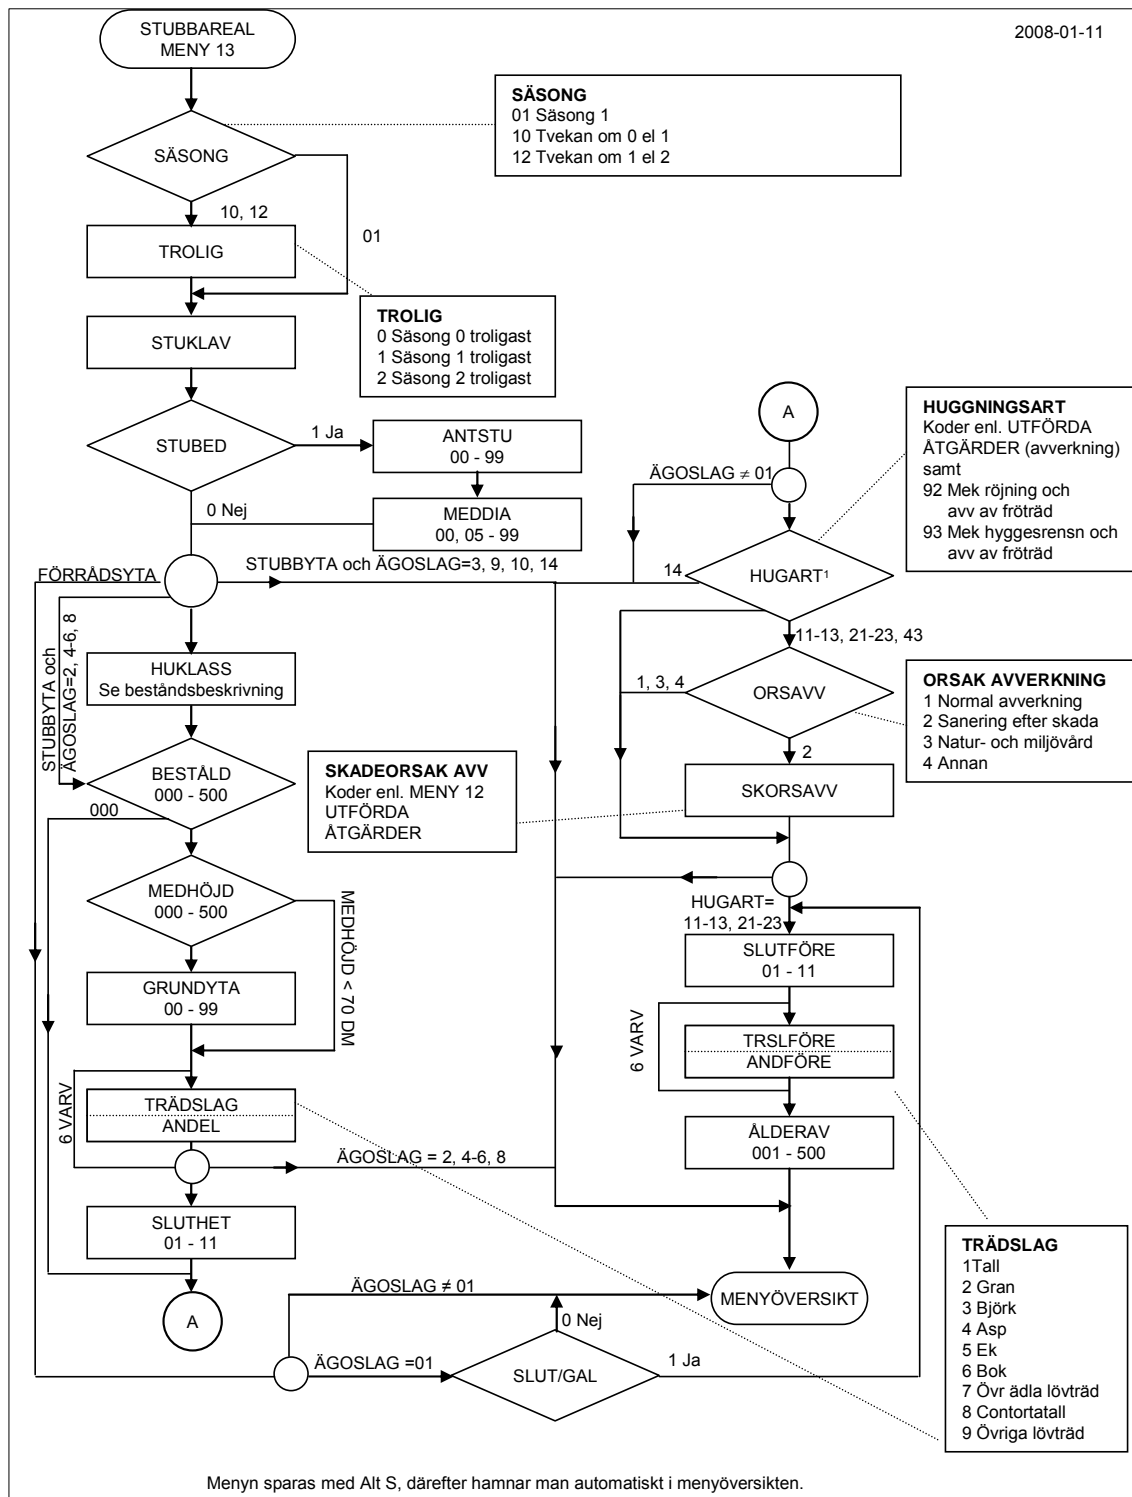 STUBBAREAL
MENY 13
2008-01-11
SÄSONG
01 Säsong 1
10 Tvekan om 0 el 1
12 Tvekan om 1 el 2
SÄSONG
10, 12
01
TROLIG
TROLIG
0 Säsong 0 troligast
1 Säsong 1 troligast
2 Säsong 2 troligast
STUKLAV
STUBED
1 Ja
ANTSTU
00 - 99
MEDDIA
00, 05 - 99
0 Nej
FÖRRÅDSYTA
STUBBYTA och ÄGOSLAG=3, 9, 10, 14
STUBBYTA och
ÄGOSLAG=2, 4-6, 8
HUKLASS
Se beståndsbeskrivning
BESTÅLD
000 - 500
000
MEDHÖJD
000 - 500
MEDHÖJD < 70 DM
GRUNDYTA
00 - 99
6 VARV
TRÄDSLAG
ANDEL
ÄGOSLAG = 2, 4-6, 8
SLUTHET
01 - 11
A
A
ÄGOSLAG ≠ 01
HUGGNINGSART
Koder enl. UTFÖRDA
ÅTGÄRDER (avverkning)
samt
92 Mek röjning och
avv av fröträd
93 Mek hyggesrensn och
avv av fröträd
14
HUGART¹
11-13, 21-23, 43
1, 3, 4
ORSAVV
ORSAK AVVERKNING
1 Normal avverkning
2 Sanering efter skada
3 Natur- och miljövård
4 Annan
2
SKADEORSAK AVV
Koder enl. MENY 12
UTFÖRDA
ÅTGÄRDER
SKORSAVV
HUGART=
11-13, 21-23
SLUTFÖRE
01 - 11
6 VARV
TRSLFÖRE
ANDFÖRE
ÅLDERAV
001 - 500
TRÄDSLAG
1Tall
2 Gran
3 Björk
4 Asp
5 Ek
6 Bok
7 Övr ädla lövträd
8 Contortatall
9 Övriga lövträd
ÄGOSLAG ≠ 01
MENYÖVERSIKT
0 Nej
ÄGOSLAG =01
SLUT/GAL
1 Ja
Menyn sparas med Alt S, därefter hamnar man automatiskt i menyöversikten.